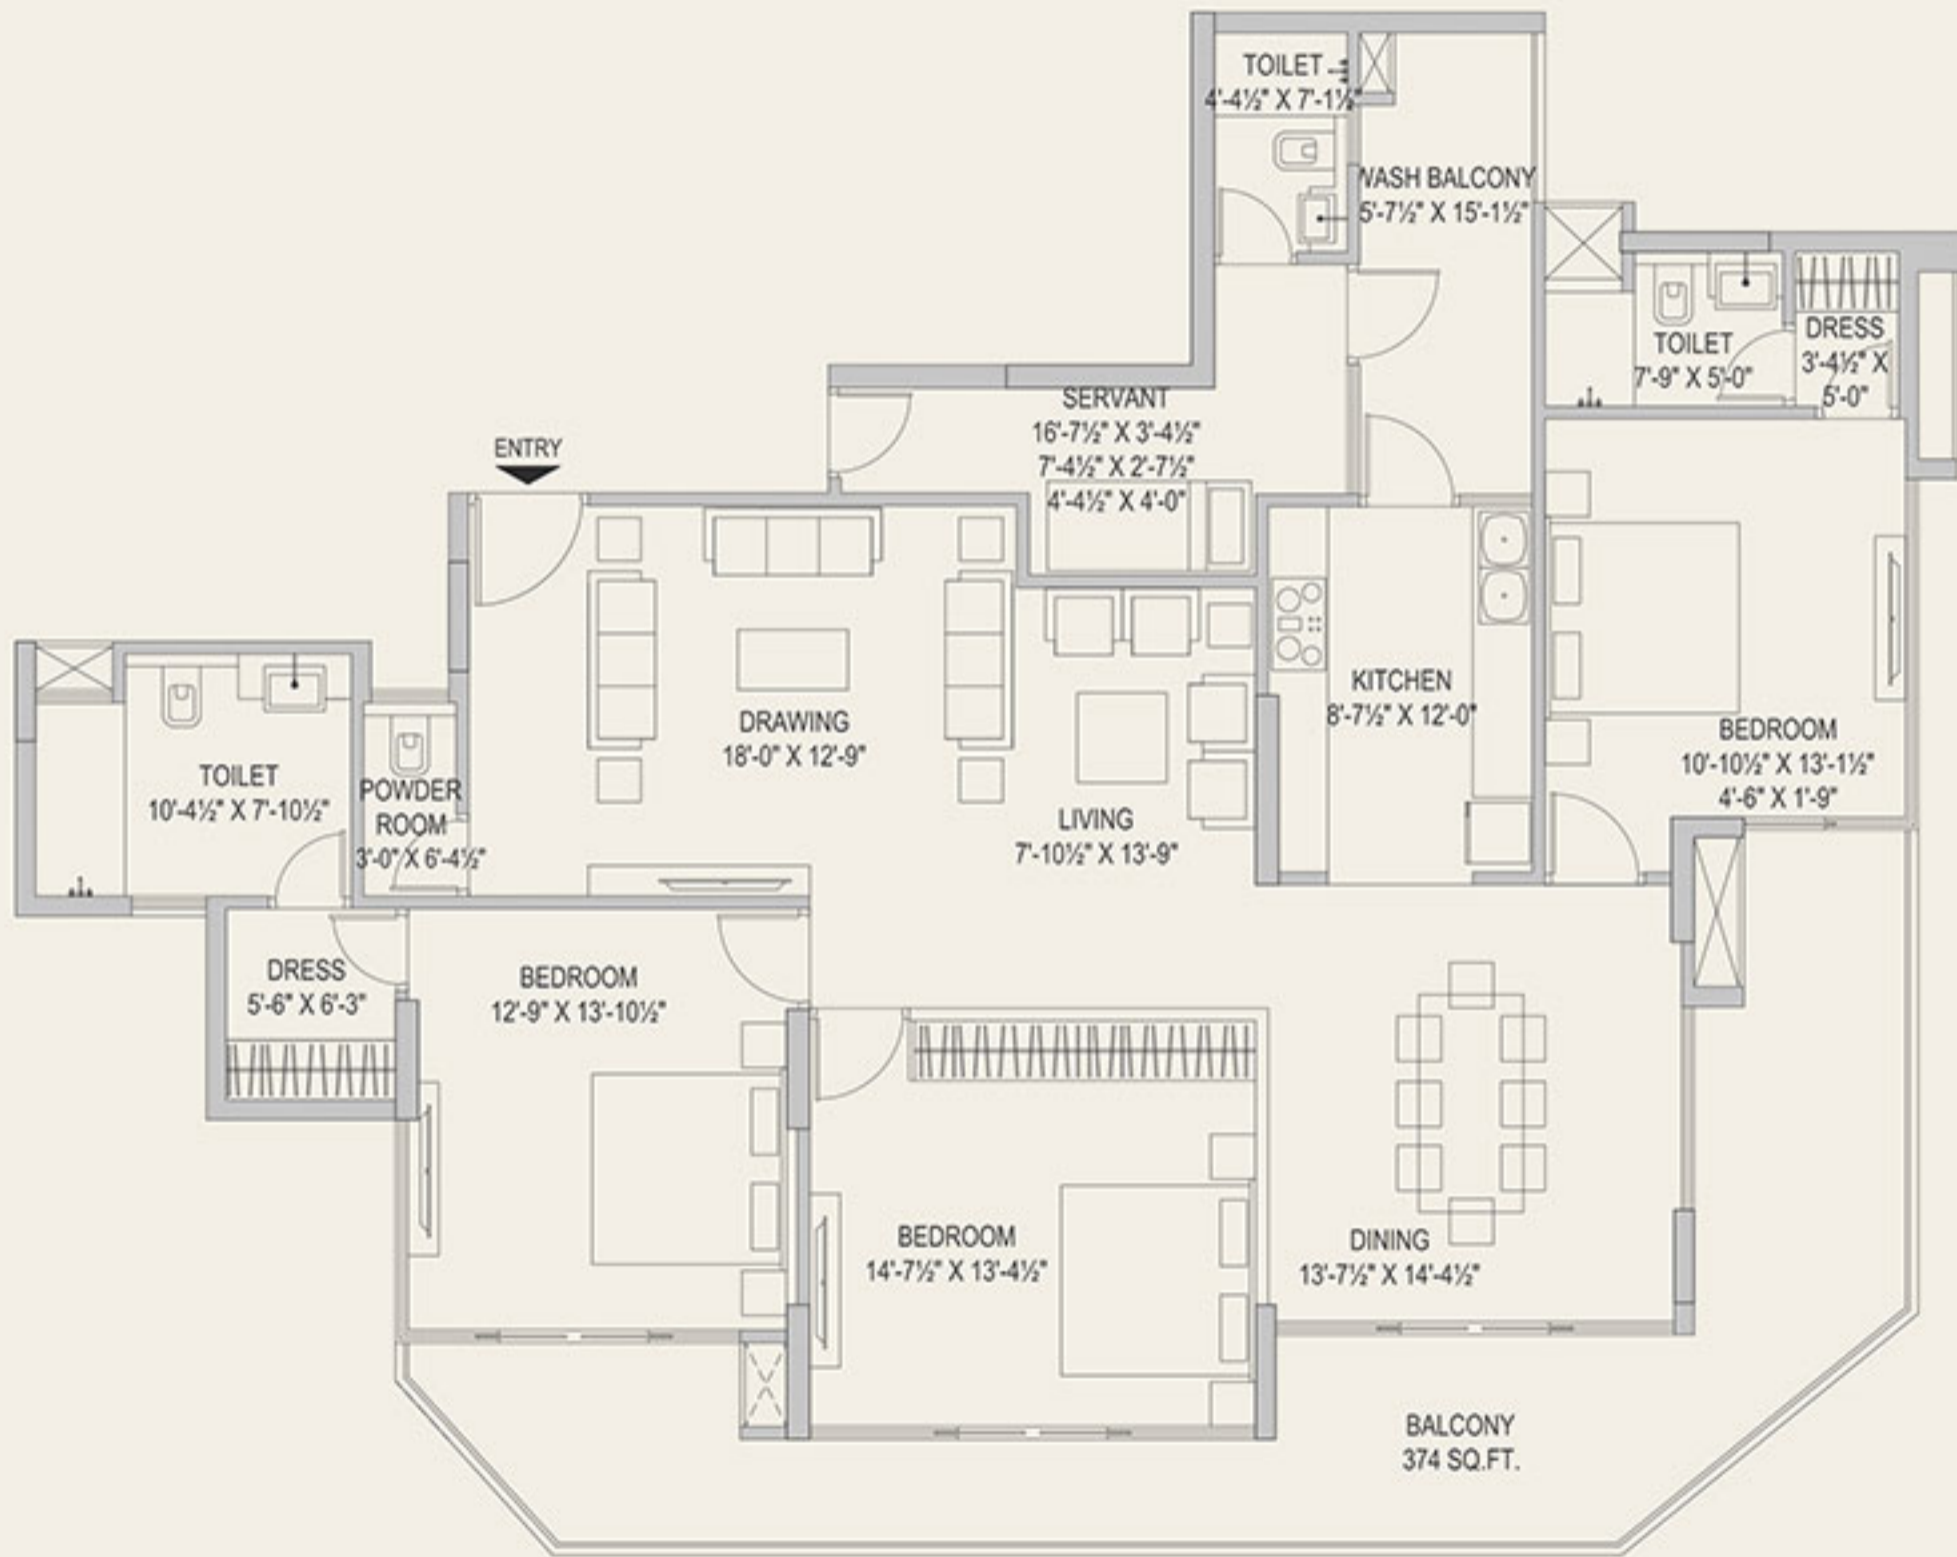 TOILET
4'-4½" X 7'-1½"
WASH BALCONY
5'-7½" X 15'-1½"
TOILET
7'-9" X 5'-0"
DRESS
3'-4½" X
5'-0"
SERVANT
16'-7½" X 3'-4½"
7'-4½" X 2'-7½"
4'-4½" X 4'-0"
ENTRY
DRAWING
18'-0" X 12'-9"
KITCHEN
8'-7½" X 12'-0"
BEDROOM
10'-10½" X 13'-1½"
4'-6" X 1'-9"
TOILET
10'-4½" X 7'-10½"
POWDER
ROOM
3'-0" X 6'-4½"
LIVING
7'-10½" X 13'-9"
DRESS
5'-6" X 6'-3"
BEDROOM
12'-9" X 13'-10½"
BEDROOM
14'-7½" X 13'-4½"
DINING
13'-7½" X 14'-4½"
BALCONY
374 SQ.FT.